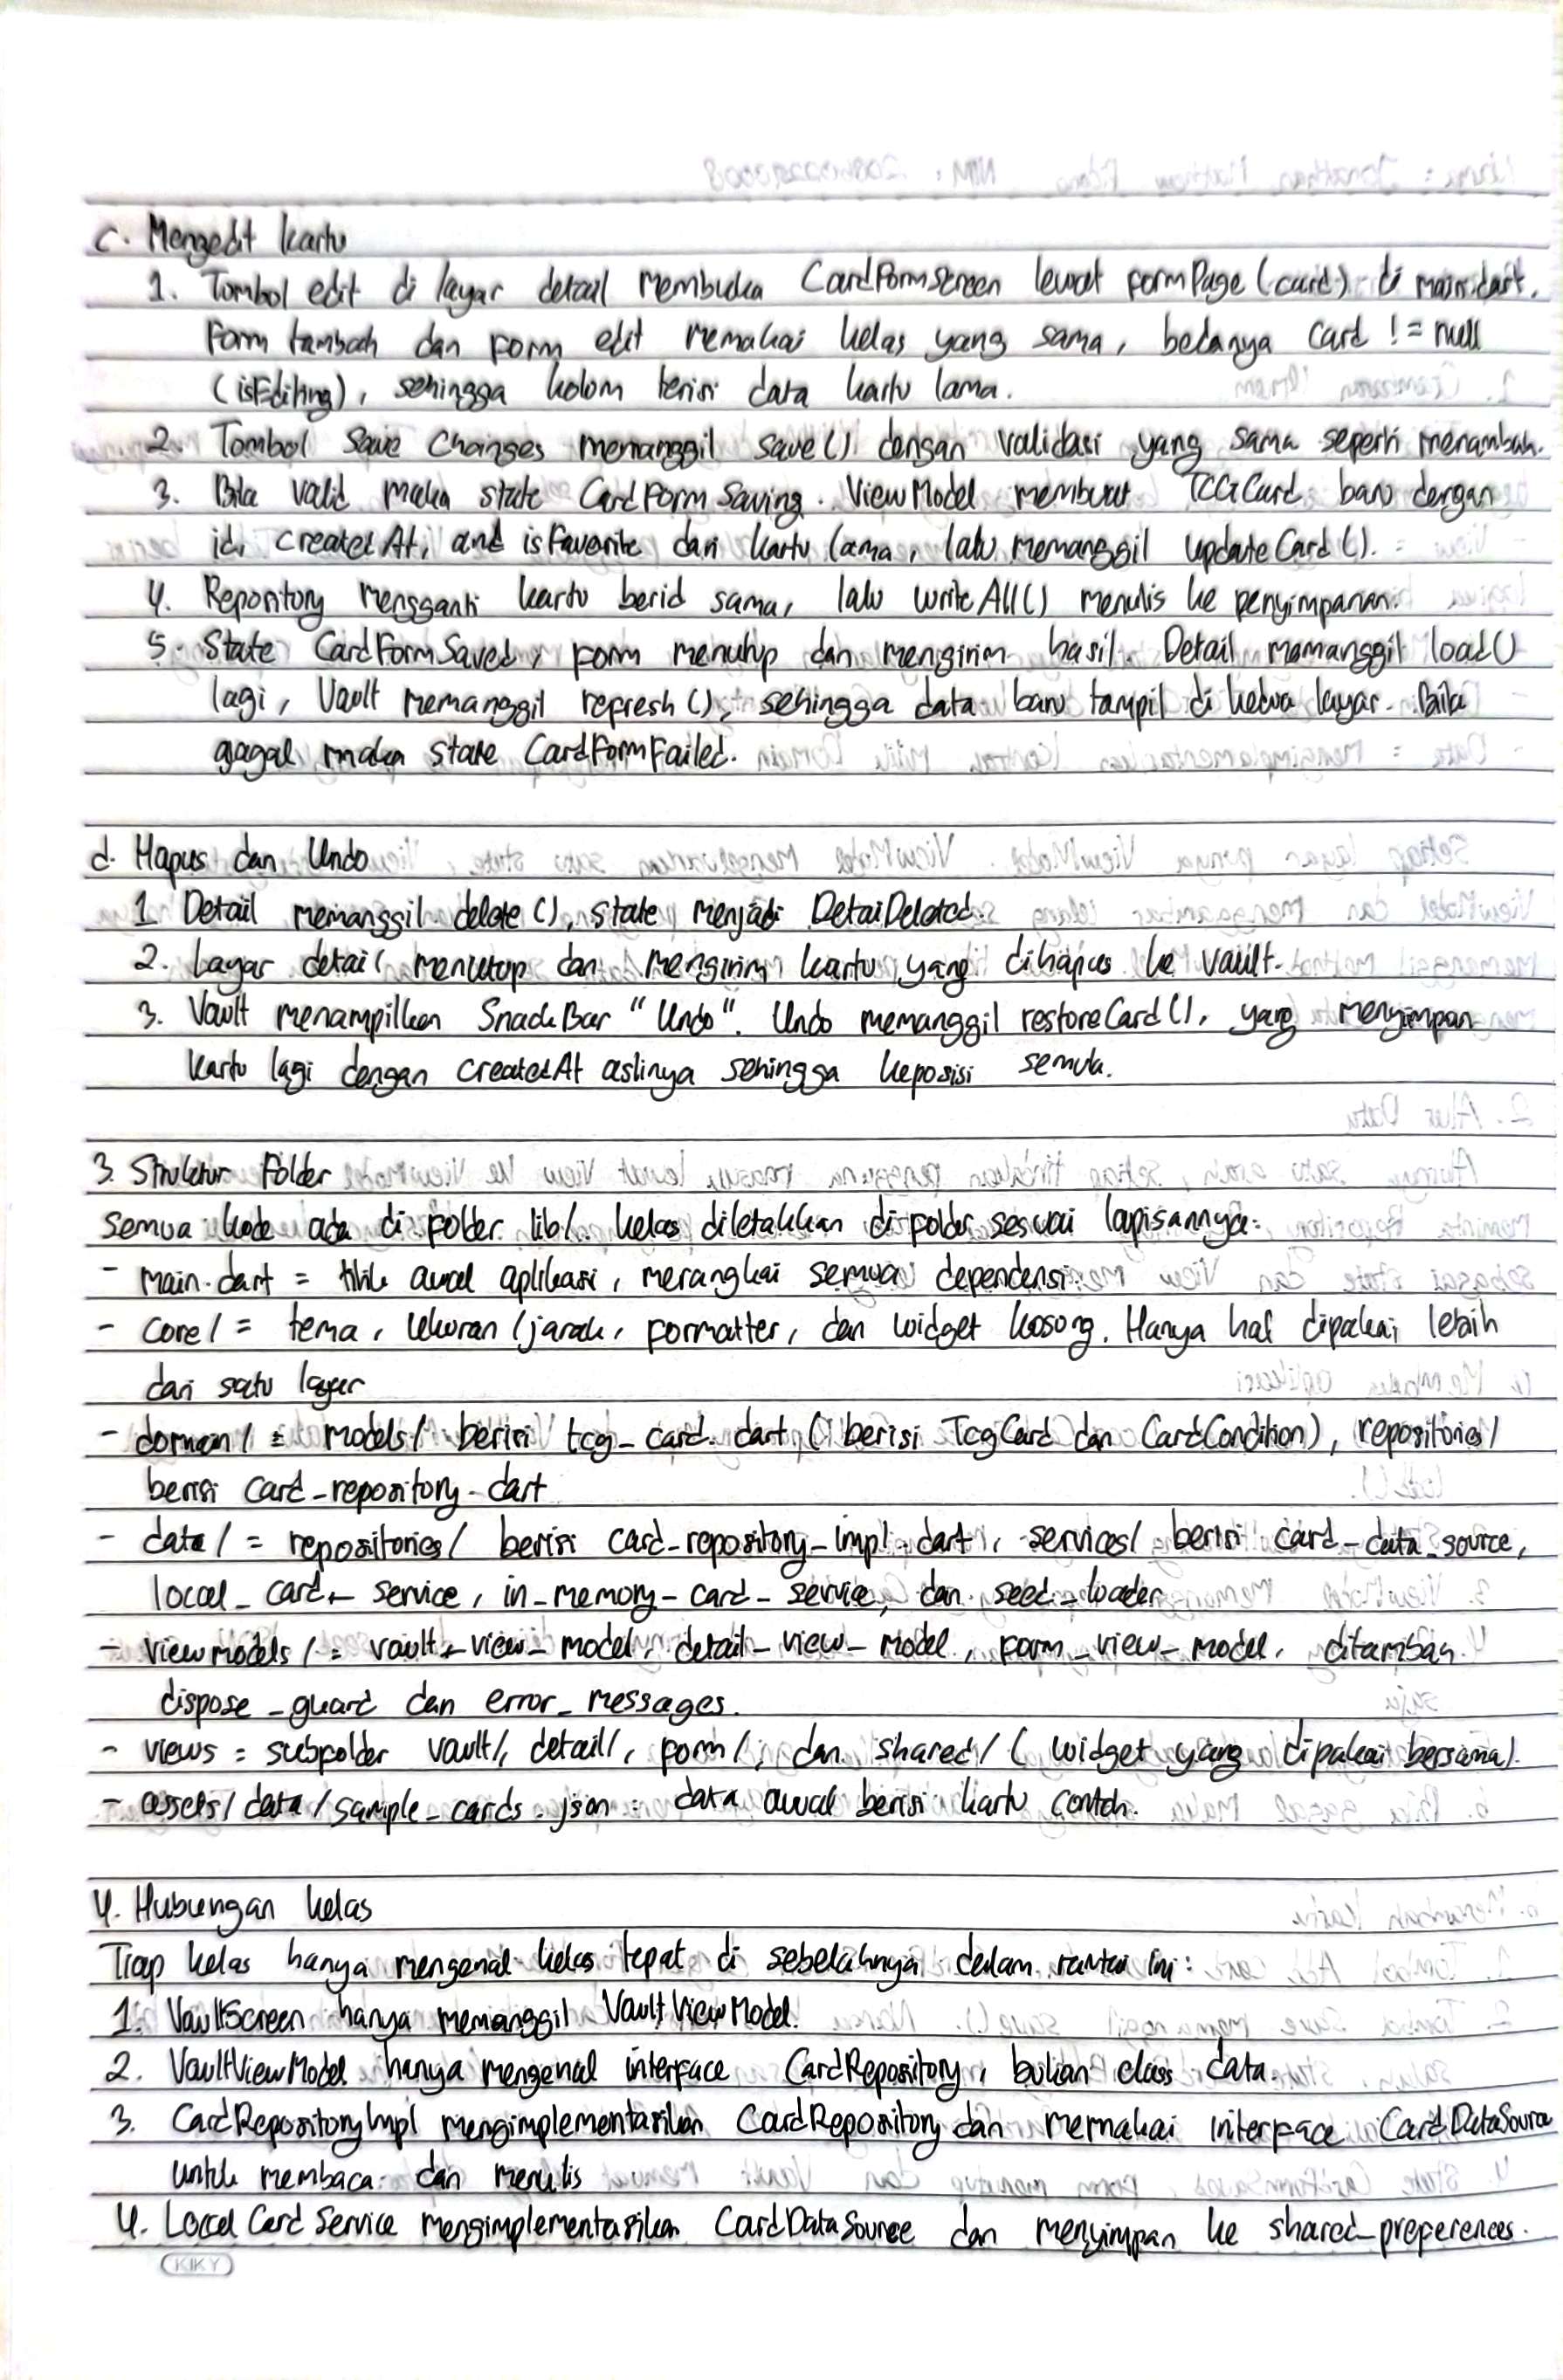 c. Mengedit kartu
1. Tombol edit di layar detail membuka CardFormScreen lewat formPage (card) di main.dart.
Form tambah dan form edit memakai kelas yang sama, bedanya card != null
(isEditing), sehingga kolom terisi data kartu lama.
2. Tombol Save Changes memanggil save() dengan validasi yang sama seperti menambah.
3. Bila valid maka state CardFormSaving. ViewModel membuat TCGCard baru dengan
id, createdAt, and isFavorite dari kartu lama, lalu memanggil updateCard().
4. Repository mengganti kartu berid sama, lalu writeAll() menulis ke penyimpanan.
5. State CardFormSaved, form menutup dan mengirim hasil. Detail memanggil load()
lagi, Vault memanggil refresh(), sehingga data baru tampil di kedua layar. Bila
gagal maka state CardFormFailed.
d. Hapus dan Undo
1 Detail memanggil delete(), state menjadi DetaiDeleted.
2. Layar detail menutup dan mengirim kartu yang dihapus ke vault.
3. Vault menampilkan SnackBar "Undo". Undo memanggil restoreCard(), yang menyimpan
kartu lagi dengan createdAt aslinya sehingga keposisi semula.
3. Struktur Folder
semua kode ada di folder lib/. kelas diletakkan di folder sesuai lapisannya:
- main.dart = titik awal aplikasi, merangkai semua dependensi
- core/ = tema, ukuran/jarak, formatter, dan widget kosong. Hanya hal dipakai lebih
dari satu layar
- domain/ = models/ berisi tcg_card.dart (berisi TcgCard dan CardCondition), repositories/
berisi card_repository.dart
- data/ = repositories/ berisi card_repository_impl.dart, services/ berisi card_data_source,
local_card_service, in_memory_card_service, dan seed_loader
- viewmodels/ = vault_view_model, detail_view_model, form_view_model, ditambah
dispose_guard dan error_messages.
- views = subfolder vault/, detail/, form/, dan shared/ (widget yang dipakai bersama).
- assets/data/sample_cards.json = data awal berisi kartu contoh.
4. Hubungan kelas
Tiap kelas hanya mengenal kelas tepat di sebelahnya dalam rantai ini:
1. VaultScreen hanya memanggil VaultViewModel.
2. VaultViewModel hanya mengenal interface CardRepository, bukan class data.
3. CardRepositoryImpl mengimplementasikan CardRepository dan memakai interface CardDataSource
untuk membaca dan menulis
4. LocalCardService mengimplementasikan CardDataSource dan menyimpan ke shared_preferences.
KIKY